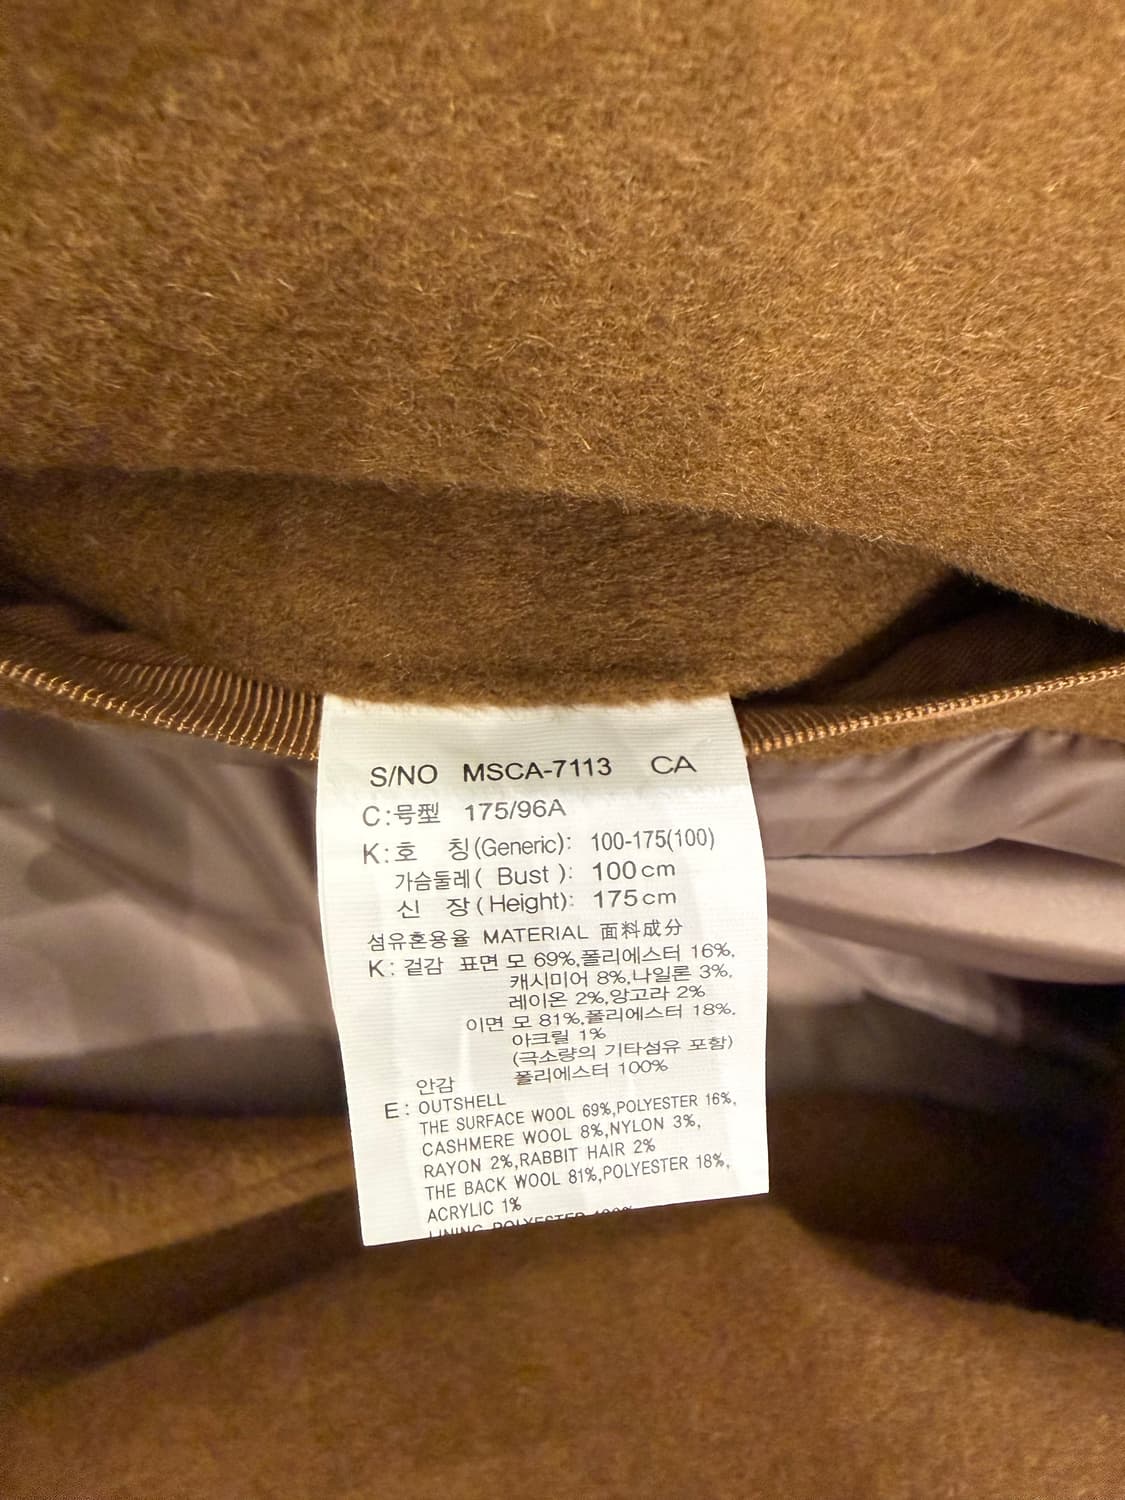 S/NO MSCA-7113 CA
C:号型 175/96A
K:호 칭(Generic): 100-175(100)
가슴둘레( Bust ): 100cm
신 장(Height): 175cm
섬유혼용율 MATERIAL 面料成分
K: 겉감 표면 모 69%,폴리에스터 16%,
캐시미어 8%,나일론 3%,
레이온 2%,앙고라 2%
이면 모 81%,폴리에스터 18%,
아크릴 1%
(극소량의 기타섬유 포함)
안감 폴리에스터 100%
E: OUTSHELL
THE SURFACE WOOL 69%,POLYESTER 16%,
CASHMERE WOOL 8%,NYLON 3%,
RAYON 2%,RABBIT HAIR 2%
THE BACK WOOL 81%,POLYESTER 18%,
ACRYLIC 1%
LINING POLYESTER 100%